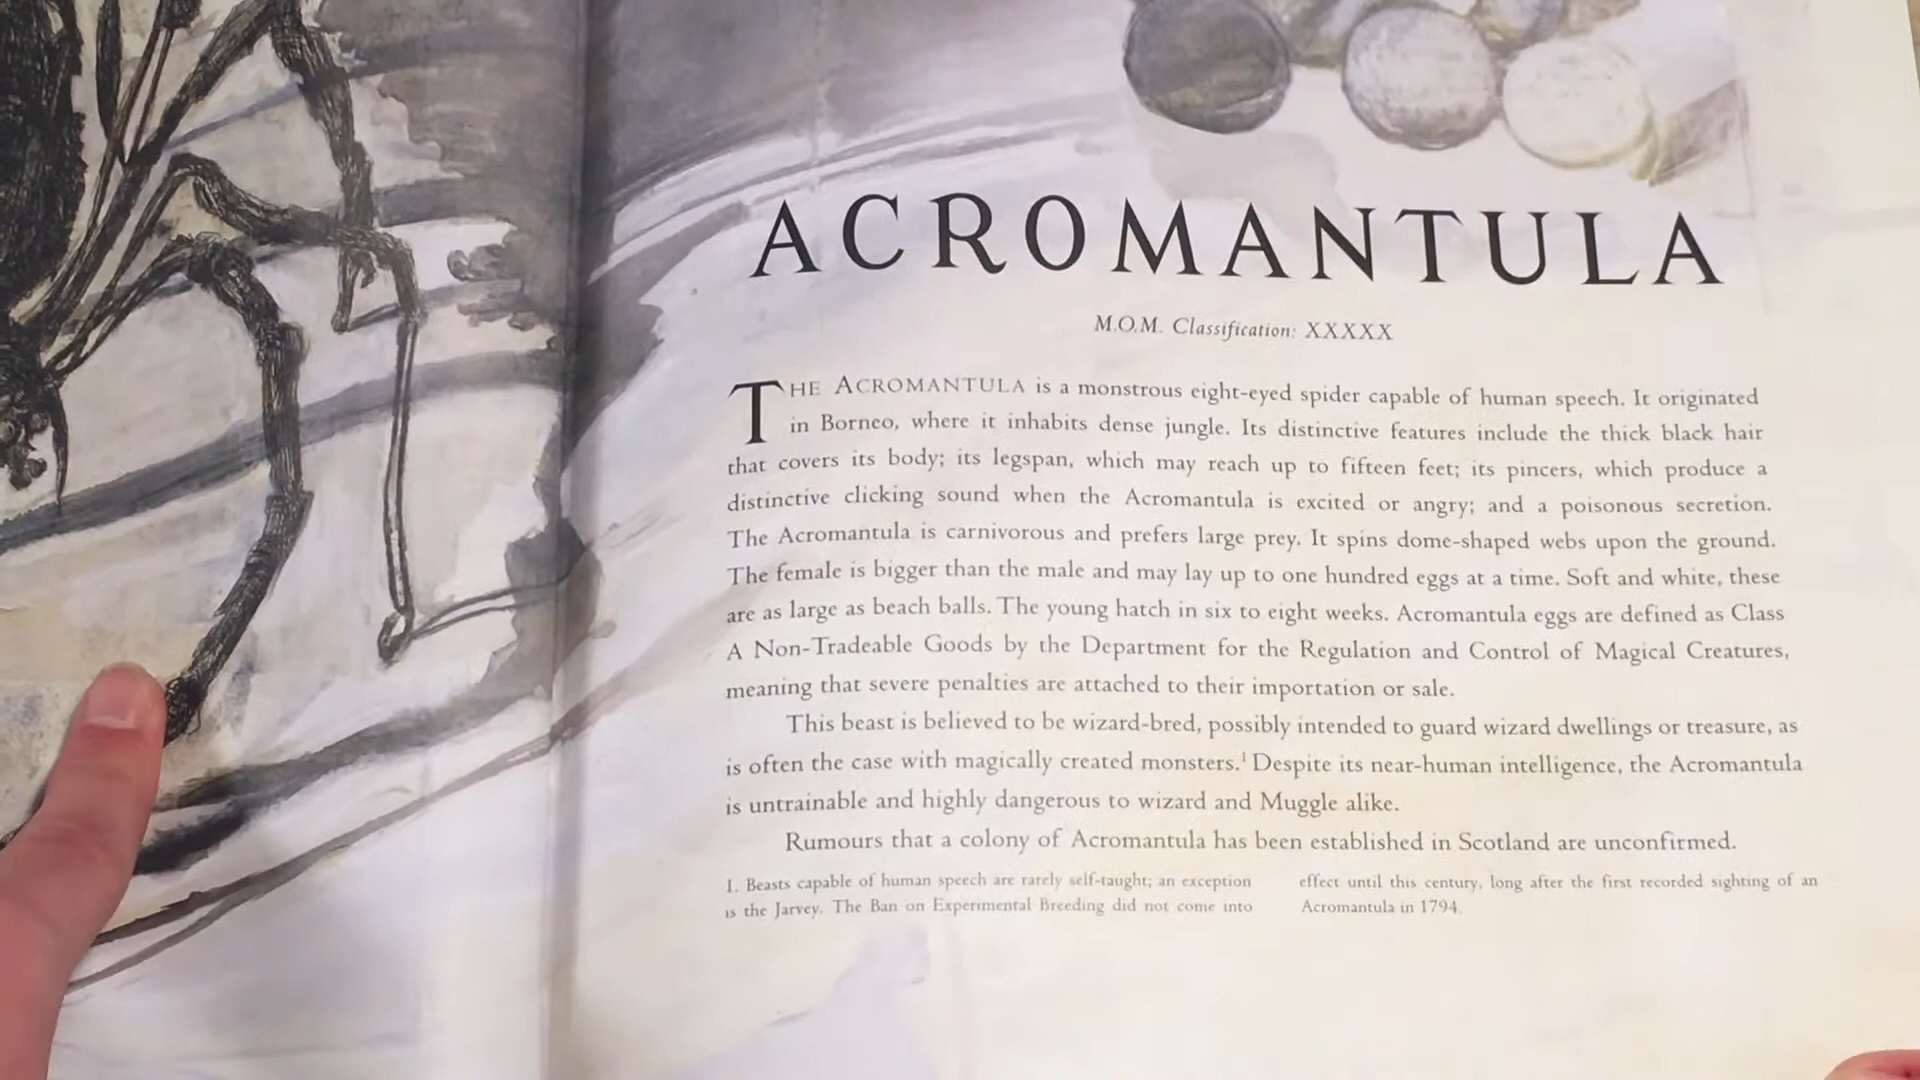 ACROMANTULA
M.O.M. Classification: XXXXX
THE ACROMANTULA is a monstrous eight-eyed spider capable of human speech. It originated
in Borneo, where it inhabits dense jungle. Its distinctive features include the thick black hair
that covers its body; its legspan, which may reach up to fifteen feet; its pincers, which produce a
distinctive clicking sound when the Acromantula is excited or angry; and a poisonous secretion.
The Acromantula is carnivorous and prefers large prey. It spins dome-shaped webs upon the ground.
The female is bigger than the male and may lay up to one hundred eggs at a time. Soft and white, these
are as large as beach balls. The young hatch in six to eight weeks. Acromantula eggs are defined as Class
A Non-Tradeable Goods by the Department for the Regulation and Control of Magical Creatures,
meaning that severe penalties are attached to their importation or sale.
This beast is believed to be wizard-bred, possibly intended to guard wizard dwellings or treasure, as
is often the case with magically created monsters.¹ Despite its near-human intelligence, the Acromantula
is untrainable and highly dangerous to wizard and Muggle alike.
Rumours that a colony of Acromantula has been established in Scotland are unconfirmed.
1. Beasts capable of human speech are rarely self-taught; an exception
is the Jarvey. The Ban on Experimental Breeding did not come into
effect until this century, long after the first recorded sighting of an
Acromantula in 1794.